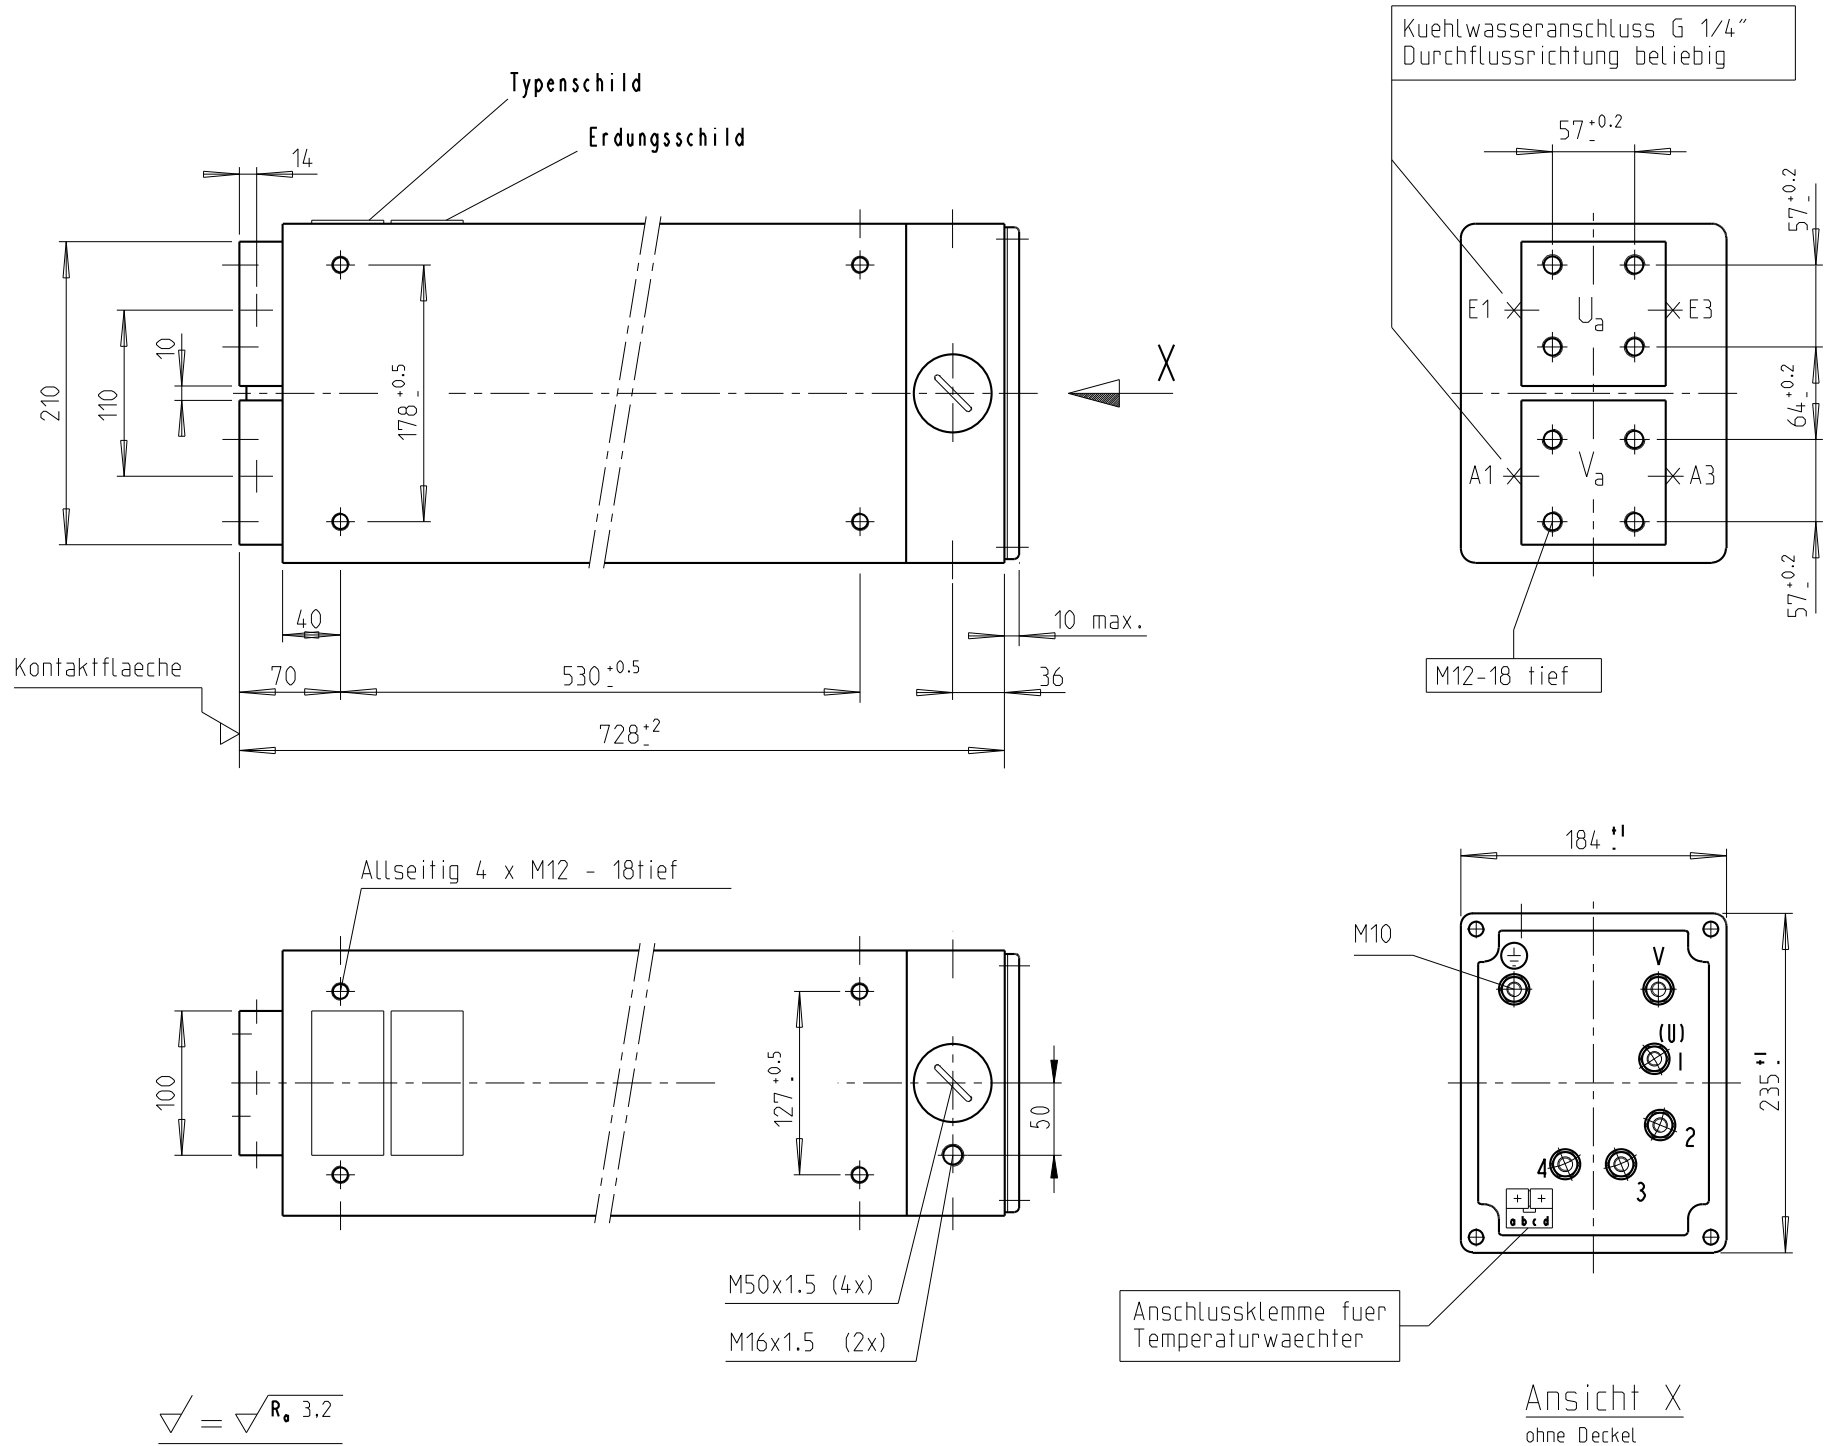 Kuehlwasseranschluss G 1/4"
Durchflussrichtung beliebig
Typenschild
Erdungsschild
14
57 +0.2 -
57 +0.2 -
E1
Ua
E3
X
10
210
110
178 +0.5 -
64 +0.2 -
A1
Va
A3
57 +0.2 -
40
10 max.
Kontaktflaeche
70
530 +0.5 -
36
M12-18 tief
728 +2 -
184 +1 -
Allseitig 4 x M12 - 18tief
M10
V
(U)
1
100
127 +0.5 -
50
235 +1 -
2
4
3
a b c d
M50x1.5 (4x)
M16x1.5 (2x)
Anschlussklemme fuer
Temperaturwaechter
= Ra 3.2
Ansicht X
ohne Deckel